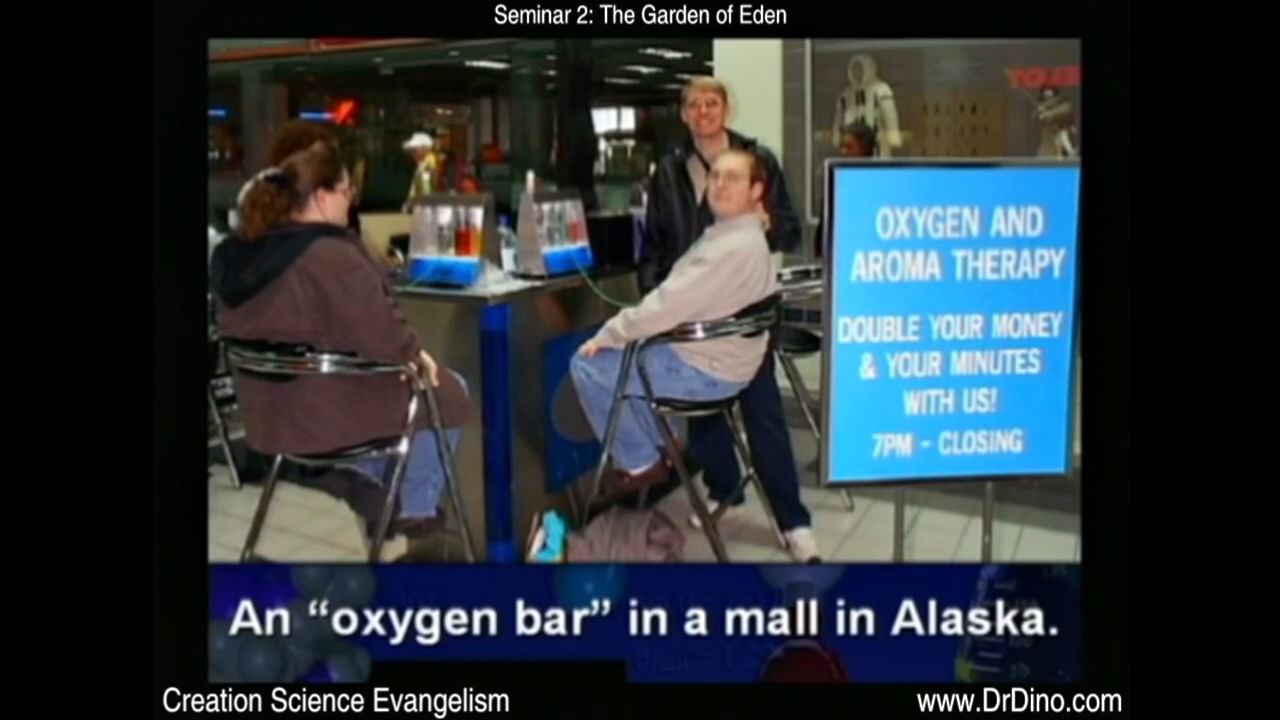 Seminar 2: The Garden of Eden
OXYGEN AND
AROMA THERAPY
DOUBLE YOUR MONEY
& YOUR MINUTES
WITH US!
7PM - CLOSING
An “oxygen bar” in a mall in Alaska.
Creation Science Evangelism
www.DrDino.com